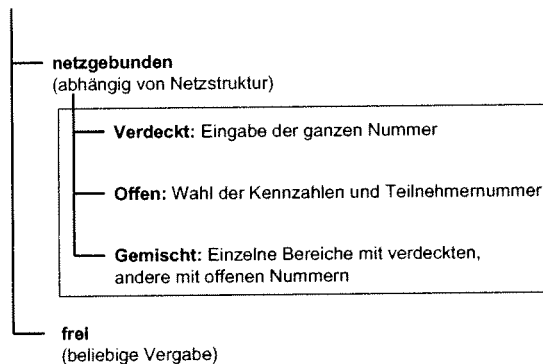 netzgebunden
(abhängig von Netzstruktur)
Verdeckt: Eingabe der ganzen Nummer
Offen: Wahl der Kennzahlen und Teilnehmernummer
Gemischt: Einzelne Bereiche mit verdeckten,
andere mit offenen Nummern
frei
(beliebige Vergabe)